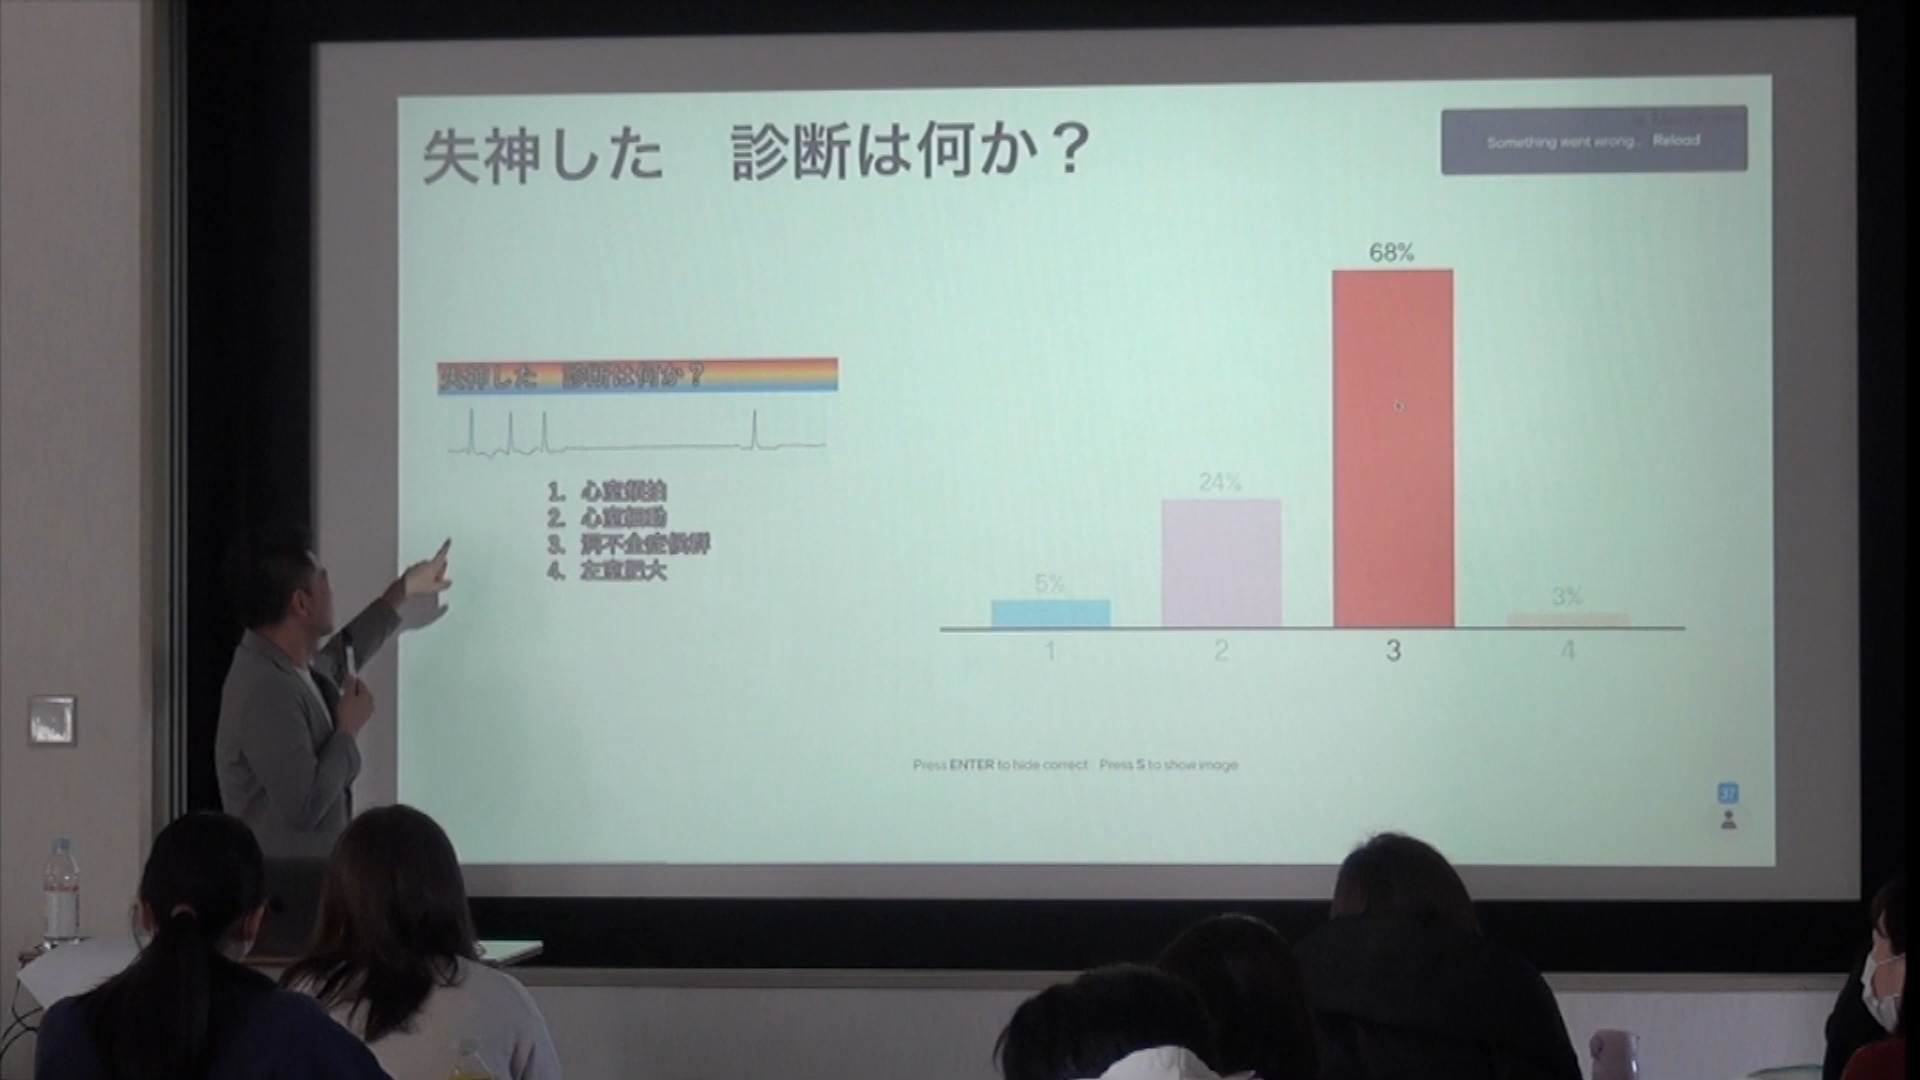 失神した　診断は何か？
Something went wrong... Reload
失神した　診断は何か？
1. 心室頻拍
2. 心室細動
3. 洞不全症候群
4. 左室肥大
68%
24%
5%
3%
1 2 3 4
Press ENTER to hide correct Press S to show image
37